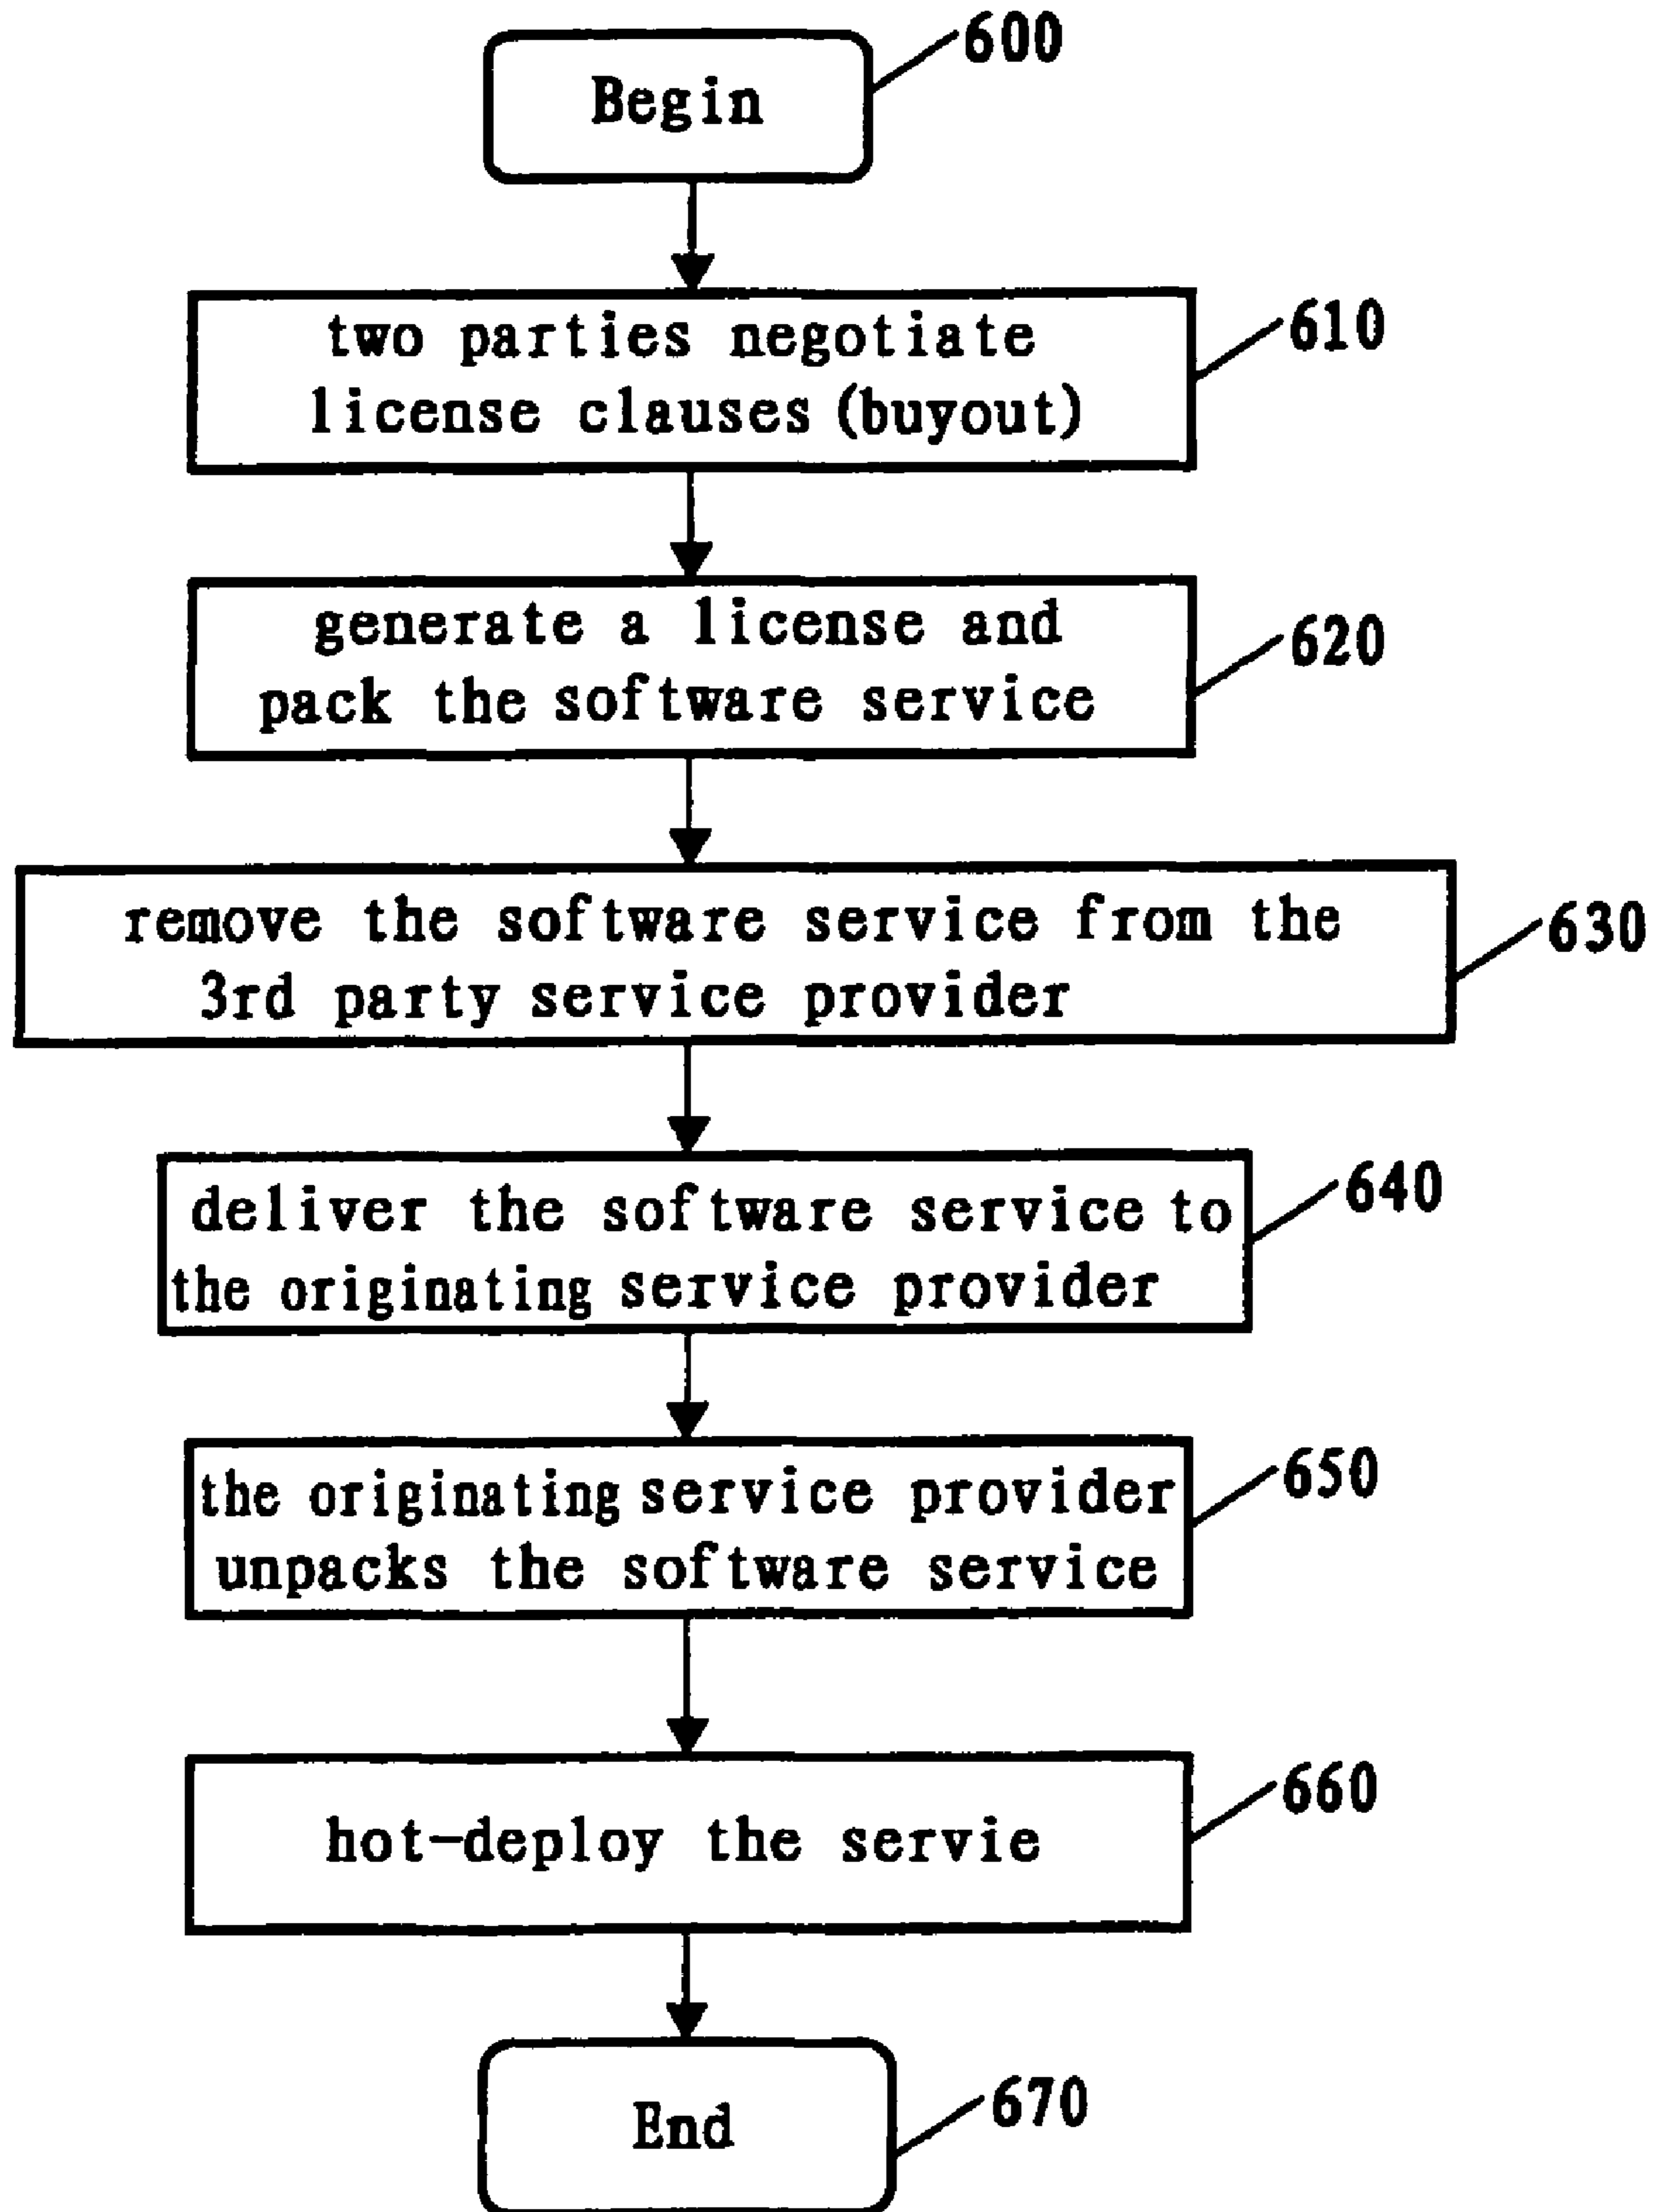 Begin
600
two parties negotiate
license clauses (buyout)
610
generate a license and
pack the software service
620
remove the software service from the
3rd party service provider
630
deliver the software service to
the originating service provider
640
the originating service provider
unpacks the software service
650
hot-deploy the servie
660
End
670